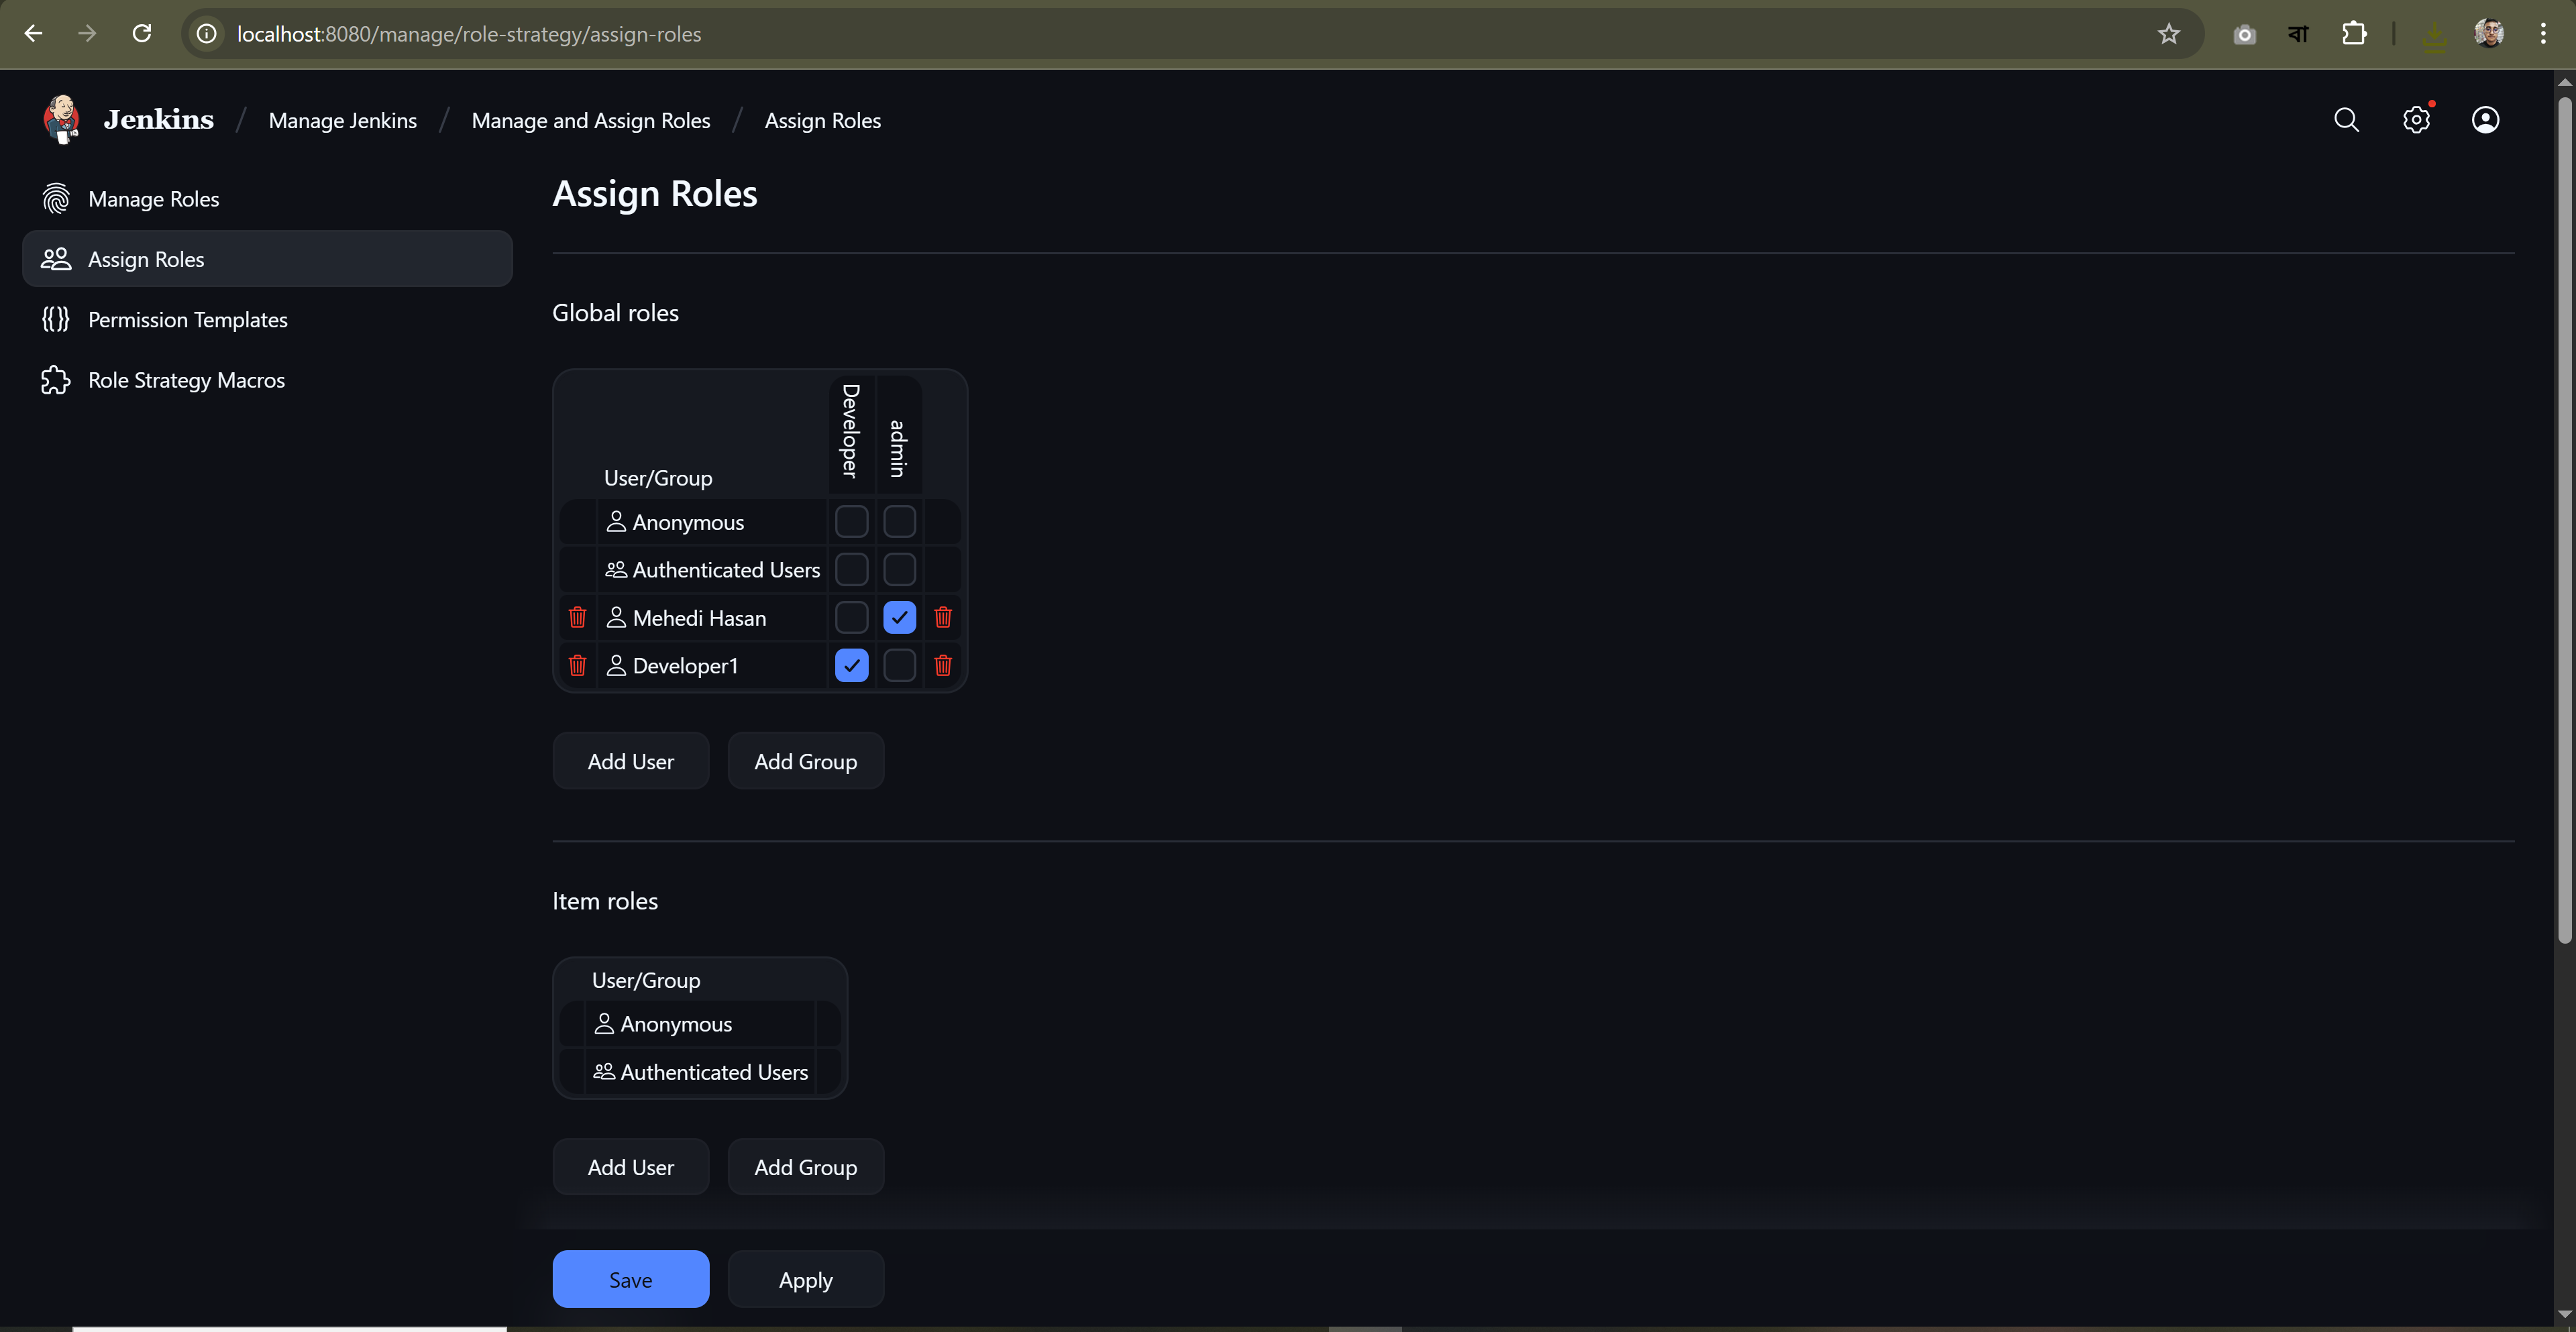 localhost:8080/manage/role-strategy/assign-roles
বা
Jenkins / Manage Jenkins / Manage and Assign Roles / Assign Roles
Manage Roles
Assign Roles
Permission Templates
Role Strategy Macros
Assign Roles
Global roles
User/Group Developer admin
Anonymous
Authenticated Users
Mehedi Hasan
Developer1
Add User Add Group
Item roles
User/Group
Anonymous
Authenticated Users
Add User Add Group
Save Apply